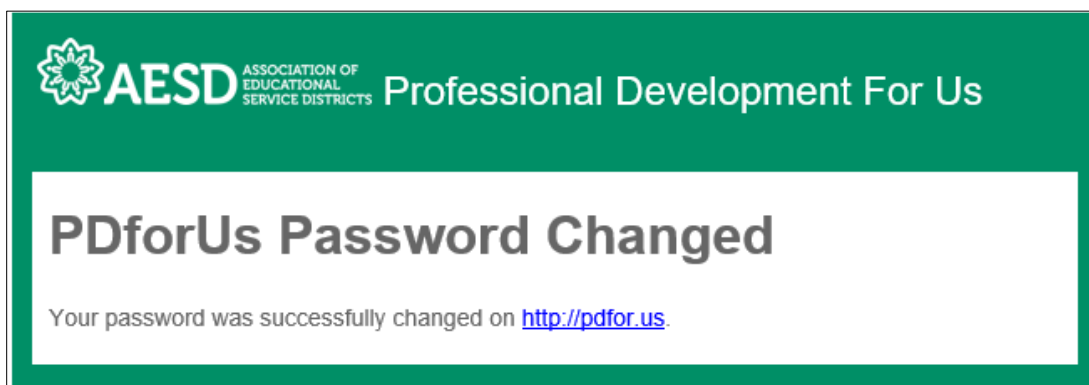 AESD ASSOCIATION OF
EDUCATIONAL
SERVICE DISTRICTS Professional Development For Us
PDforUs Password Changed
Your password was successfully changed on http://pdfor.us.